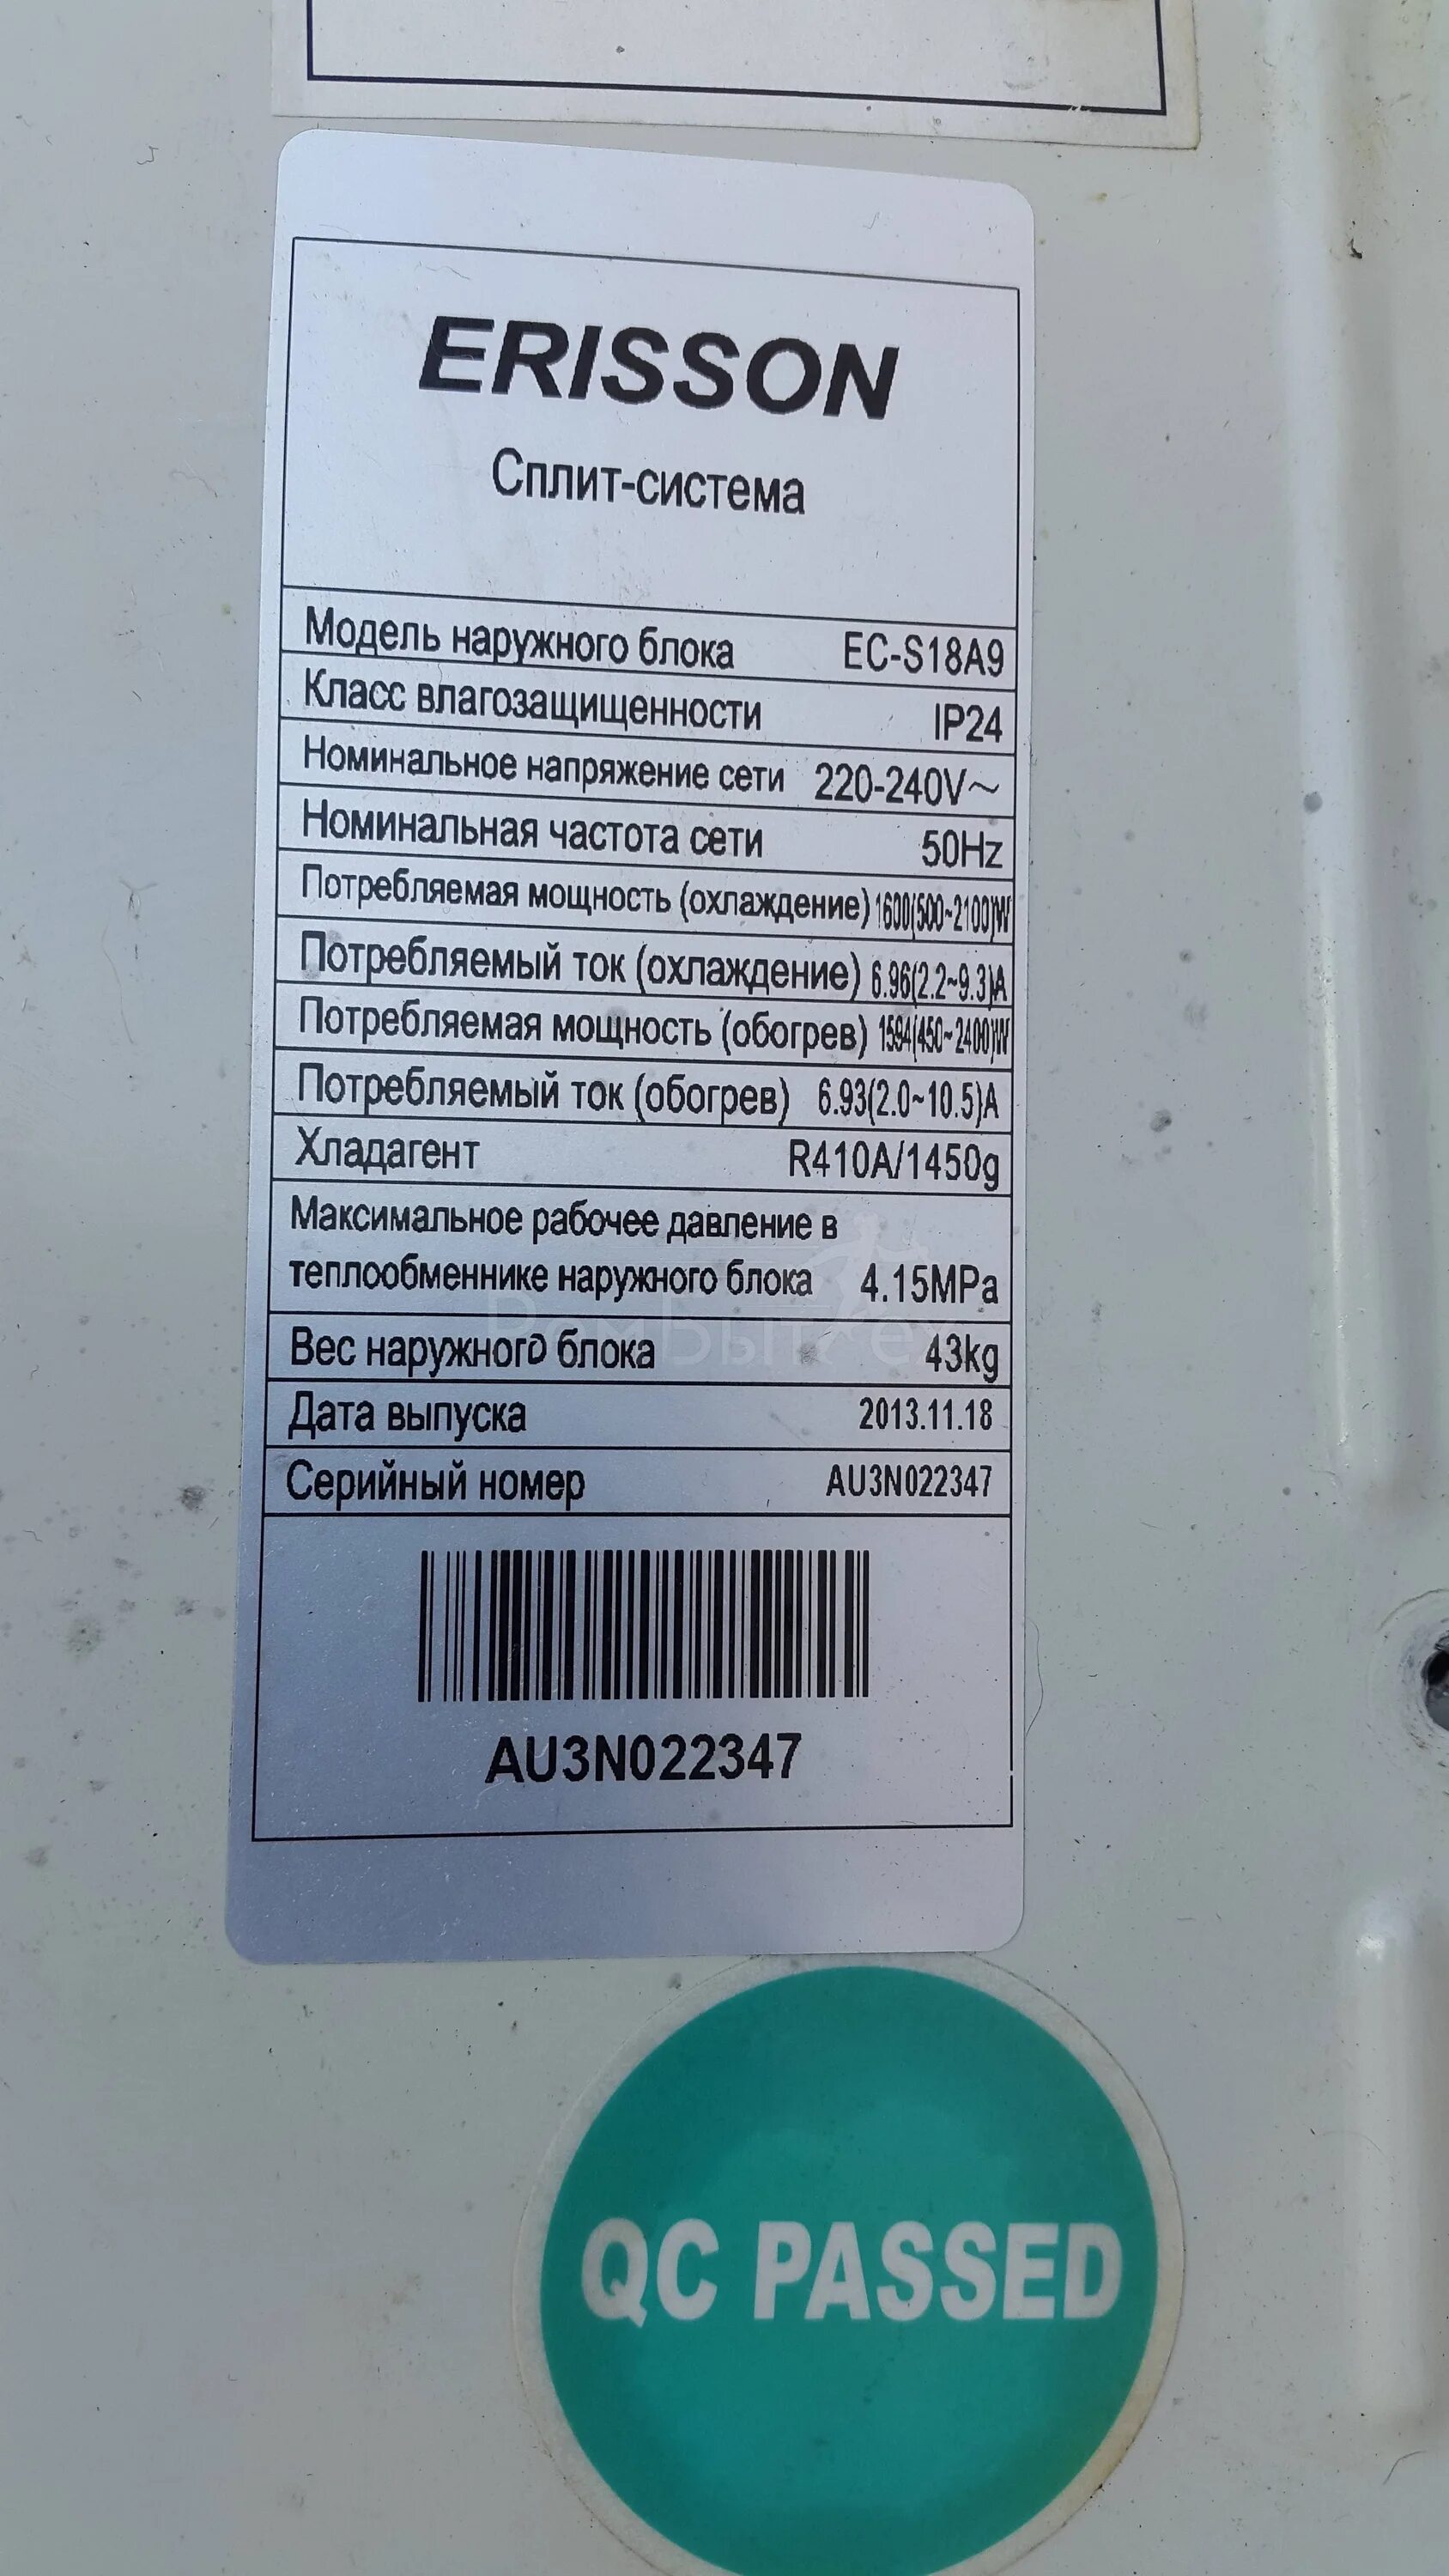 ERISSON
Сплит-система
Модель наружного блока EC-S18A9
Класс влагозащищенности IP24
Номинальное напряжение сети 220-240V~
Номинальная частота сети 50Hz
Потребляемая мощность (охлаждение) 1600(500~2100)W
Потребляемый ток (охлаждение) 6.96(2.2~9.3)A
Потребляемая мощность (обогрев) 1594(450~2400)W
Потребляемый ток (обогрев) 6.93(2.0~10.5)A
Хладагент R410A/1450g
Максимальное рабочее давление в
теплообменнике наружного блока 4.15MPa
РемБытТех
Вес наружного блока 43kg
Дата выпуска 2013.11.18
Серийный номер AU3N022347
AU3N022347
QC PASSED